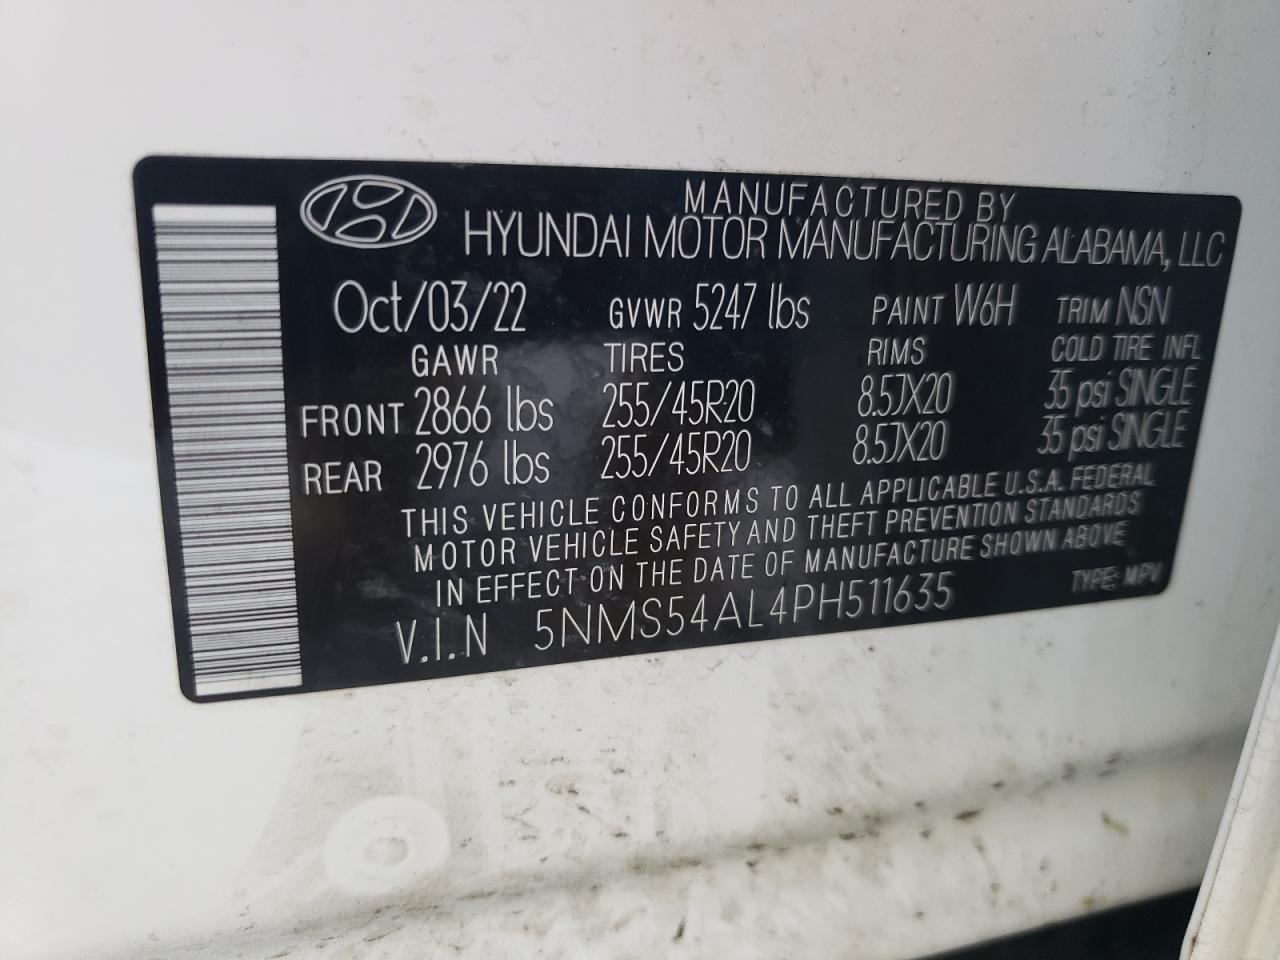 MANUFACTURED BY
HYUNDAI MOTOR MANUFACTURING ALABAMA, LLC
Oct/03/22 GVWR 5247 lbs PAINT W6H TRIM NSN
GAWR TIRES RIMS COLD TIRE INFL
FRONT 2866 lbs 255/45R20 8.5JX20 35 psi SINGLE
REAR 2976 lbs 255/45R20 8.5JX20 35 psi SINGLE
THIS VEHICLE CONFORMS TO ALL APPLICABLE U.S.A. FEDERAL
MOTOR VEHICLE SAFETY AND THEFT PREVENTION STANDARDS
IN EFFECT ON THE DATE OF MANUFACTURE SHOWN ABOVE
V.I.N 5NMS54AL4PH511635 TYPE: MPV